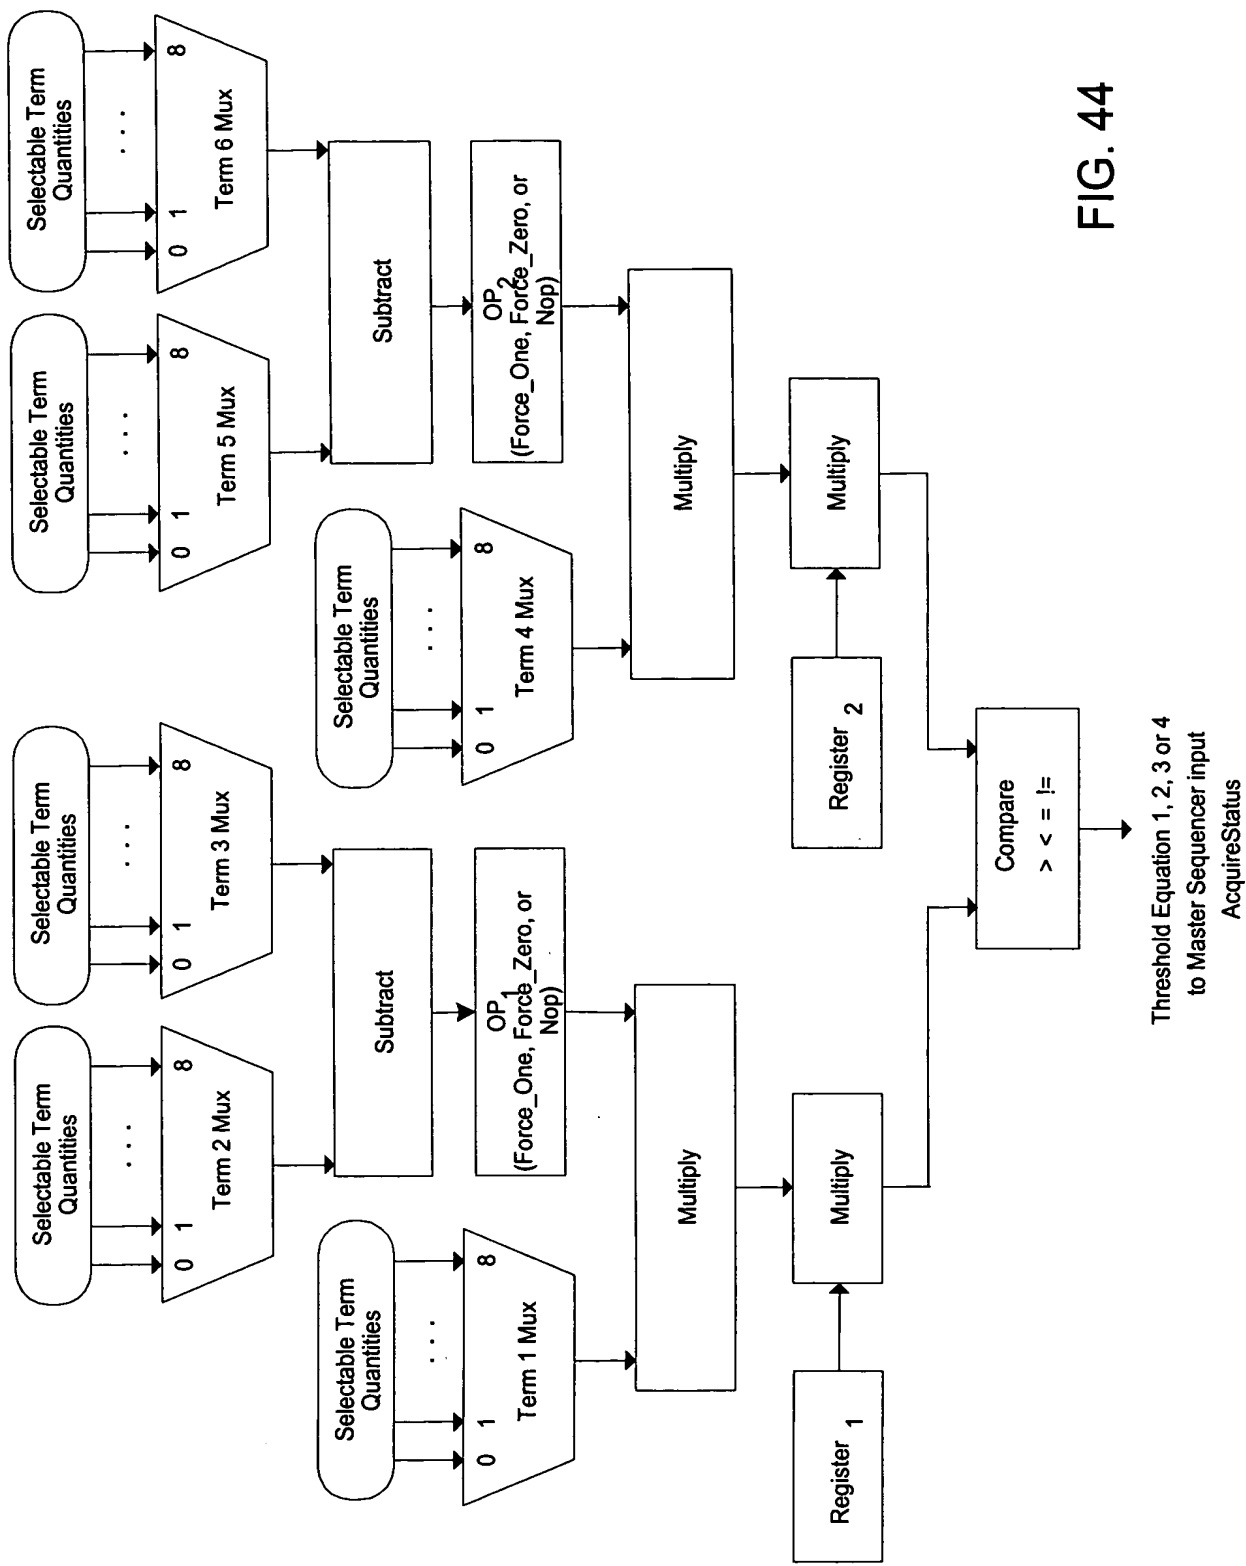 Selectable Term
Quantities
0 1 . . . 8
Term 2 Mux
Selectable Term
Quantities
0 1 . . . 8
Term 3 Mux
Selectable Term
Quantities
0 1 . . . 8
Term 5 Mux
Selectable Term
Quantities
0 1 . . . 8
Term 6 Mux
Selectable Term
Quantities
0 1 . . . 8
Term 1 Mux
Subtract
Selectable Term
Quantities
0 1 . . . 8
Term 4 Mux
Subtract
OP1
(Force_One, Force_Zero, or
Nop)
OP2
(Force_One, Force_Zero, or
Nop)
Multiply
Multiply
Register 1
Multiply
Register 2
Multiply
Compare
> < = !=
Threshold Equation 1, 2, 3 or 4
to Master Sequencer input
AcquireStatus
FIG. 44